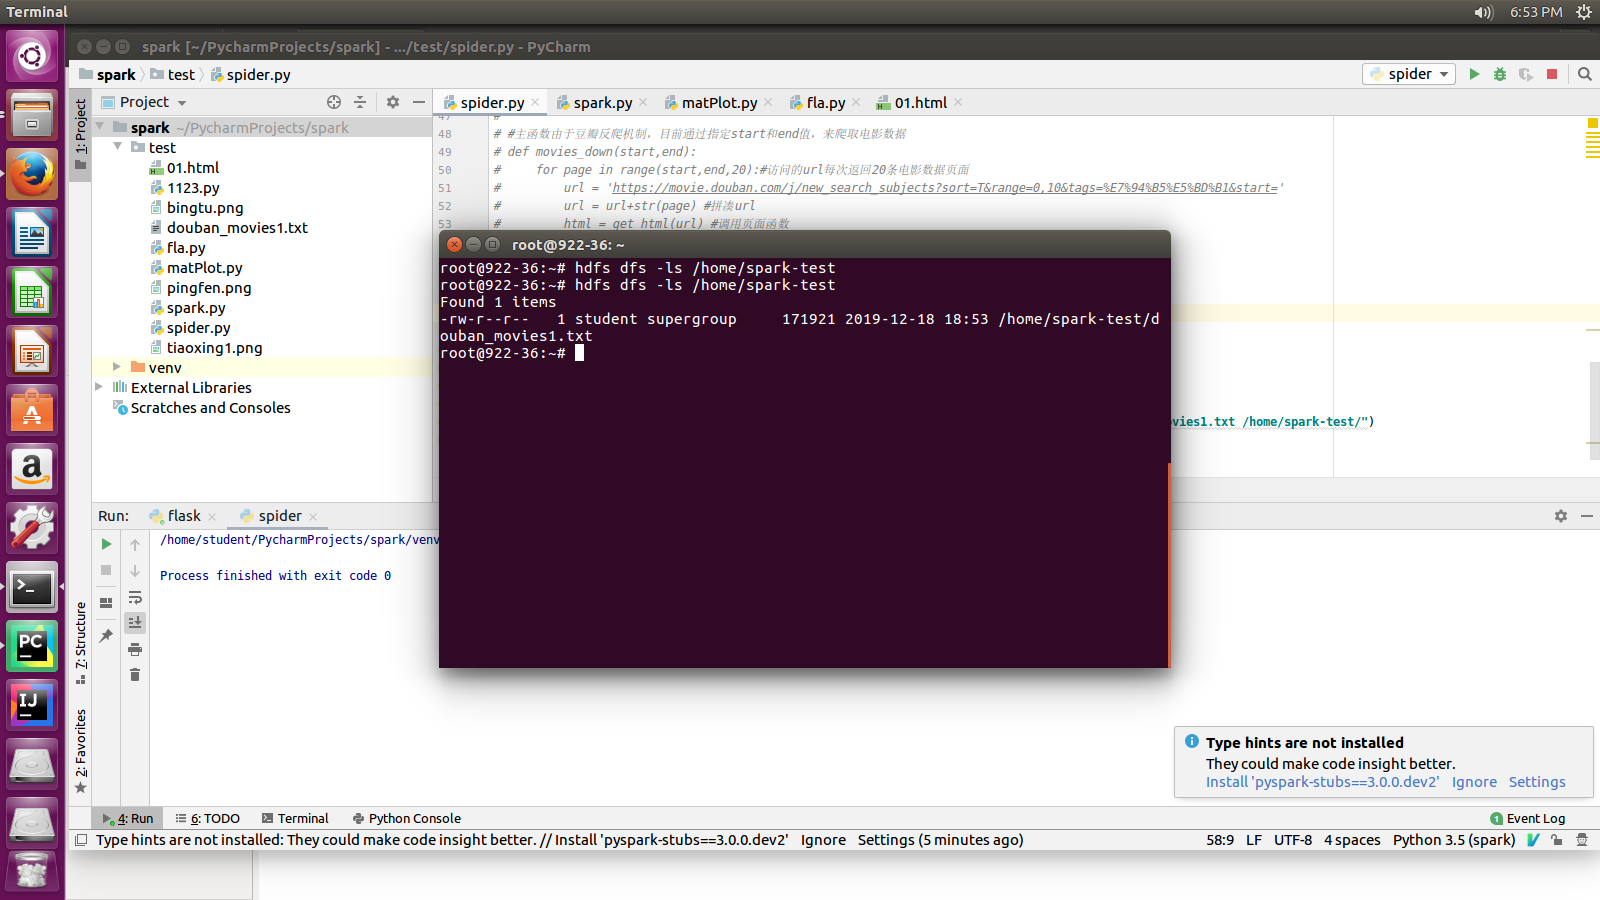 Terminal
6:53 PM
spark [~/PycharmProjects/spark] - .../test/spider.py - PyCharm
spark
test
spider.py
spider
Project
spider.py
spark.py
matPlot.py
fla.py
01.html
1: Project
spark ~/PycharmProjects/spark
test
01.html
1123.py
bingtu.png
douban_movies1.txt
fla.py
matPlot.py
pingfen.png
spark.py
spider.py
tiaoxing1.png
venv
External Libraries
Scratches and Consoles
47 #
48 # #主函数由于豆瓣反爬机制，目前通过指定start和end值，来爬取电影数据
49 # def movies_down(start,end):
50 #     for page in range(start,end,20):#访问的url每次返回20条电影数据页面
51 #         url = 'https://movie.douban.com/j/new_search_subjects?sort=T&range=0,10&tags=%E7%94%B5%E5%BD%B1&start='
52 #         url = url+str(page) #拼凑url
53 #         html = get_html(url) #调用页面函数
root@922-36: ~
root@922-36:~# hdfs dfs -ls /home/spark-test
root@922-36:~# hdfs dfs -ls /home/spark-test
Found 1 items
-rw-r--r--   1 student supergroup     171921 2019-12-18 18:53 /home/spark-test/d
ouban_movies1.txt
root@922-36:~#
vies1.txt /home/spark-test/")
Run:
flask
spider
/home/student/PycharmProjects/spark/venv
Process finished with exit code 0
7: Structure
2: Favorites
Type hints are not installed
They could make code insight better.
Install 'pyspark-stubs==3.0.0.dev2'
Ignore
Settings
4: Run
6: TODO
Terminal
Python Console
1 Event Log
Type hints are not installed: They could make code insight better. // Install 'pyspark-stubs==3.0.0.dev2'   Ignore   Settings (5 minutes ago)
58:9
LF
UTF-8
4 spaces
Python 3.5 (spark)